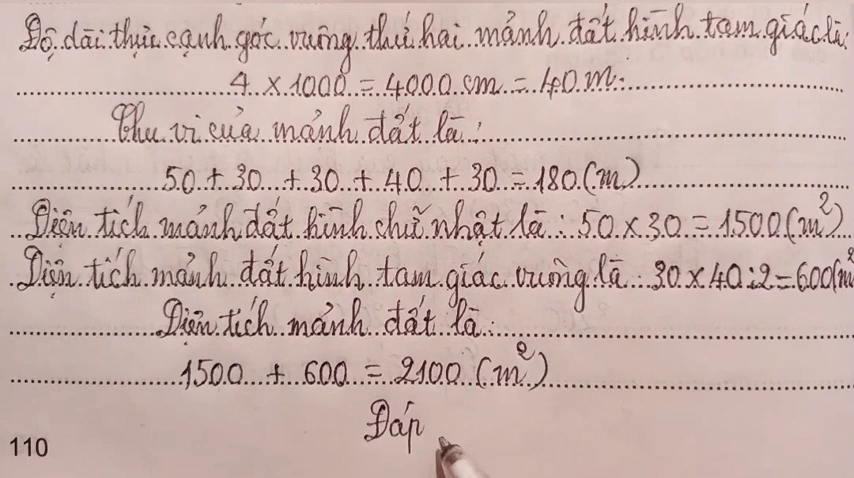 Độ dài thực cạnh góc vuông thứ hai mảnh đất hình tam giác là:
4 x 1000 = 4000 cm = 40 m.
Chu vi của mảnh đất là:
50 + 30 + 30 + 40 + 30 = 180 (m)
Diện tích mảnh đất hình chữ nhật là: 50 x 30 = 1500 (m²)
Diện tích mảnh đất hình tam giác vuông là: 30 x 40 : 2 = 600 (m²
Diện tích mảnh đất là:
1500 + 600 = 2100 (m²)
Đáp
110